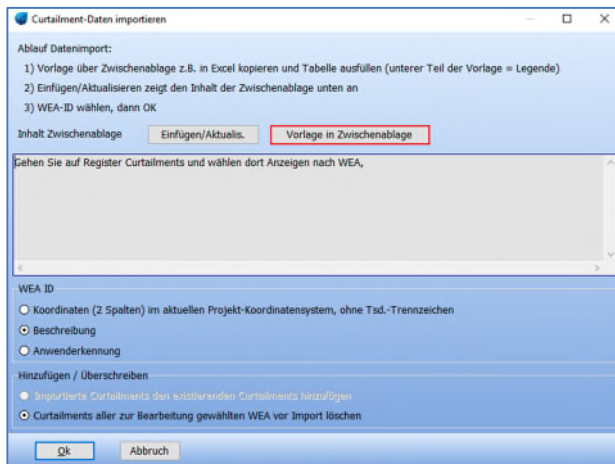 Curtailment-Daten importieren
Ablauf Datenimport:
1) Vorlage über Zwischenablage z.B. in Excel kopieren und Tabelle ausfüllen (unterer Teil der Vorlage = Legende)
2) Einfügen/Aktualisieren zeigt den Inhalt der Zwischenablage unten an
3) WEA-ID wählen, dann OK
Inhalt Zwischenablage Einfügen/Aktualis. Vorlage in Zwischenablage
Gehen Sie auf Register Curtailments und wählen dort Anzeigen nach WEA,
WEA ID
Koordinaten (2 Spalten) im aktuellen Projekt-Koordinatensystem, ohne Tsd.-Trennzeichen
Beschreibung
Anwenderkennung
Hinzufügen / Überschreiben
Importierte Curtailments den existierenden Curtailments hinzufügen
Curtailments aller zur Bearbeitung gewählten WEA vor Import löschen
Ok Abbruch